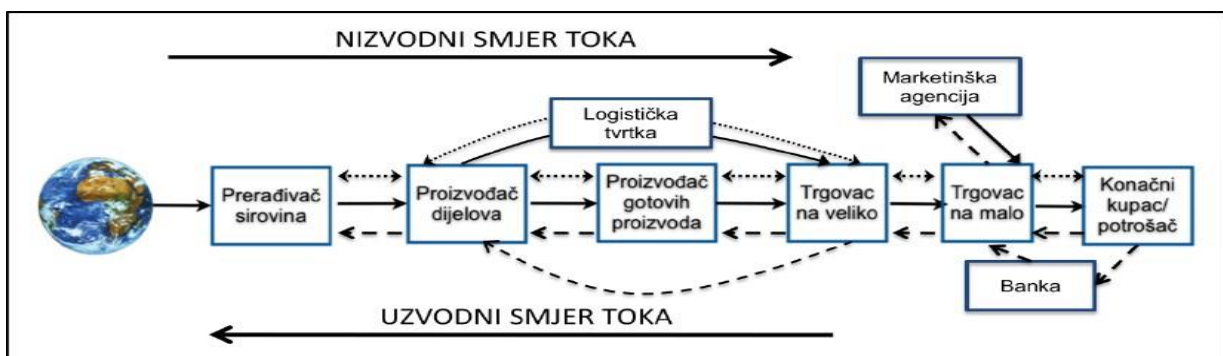 NIZVODNI SMJER TOKA
Marketinška
agencija
Logistička
tvrtka
Prerađivač
sirovina
Proizvođač
dijelova
Proizvođač
gotovih
proizvoda
Trgovac
na veliko
Trgovac
na malo
Konačni
kupac/
potrošač
Banka
UZVODNI SMJER TOKA